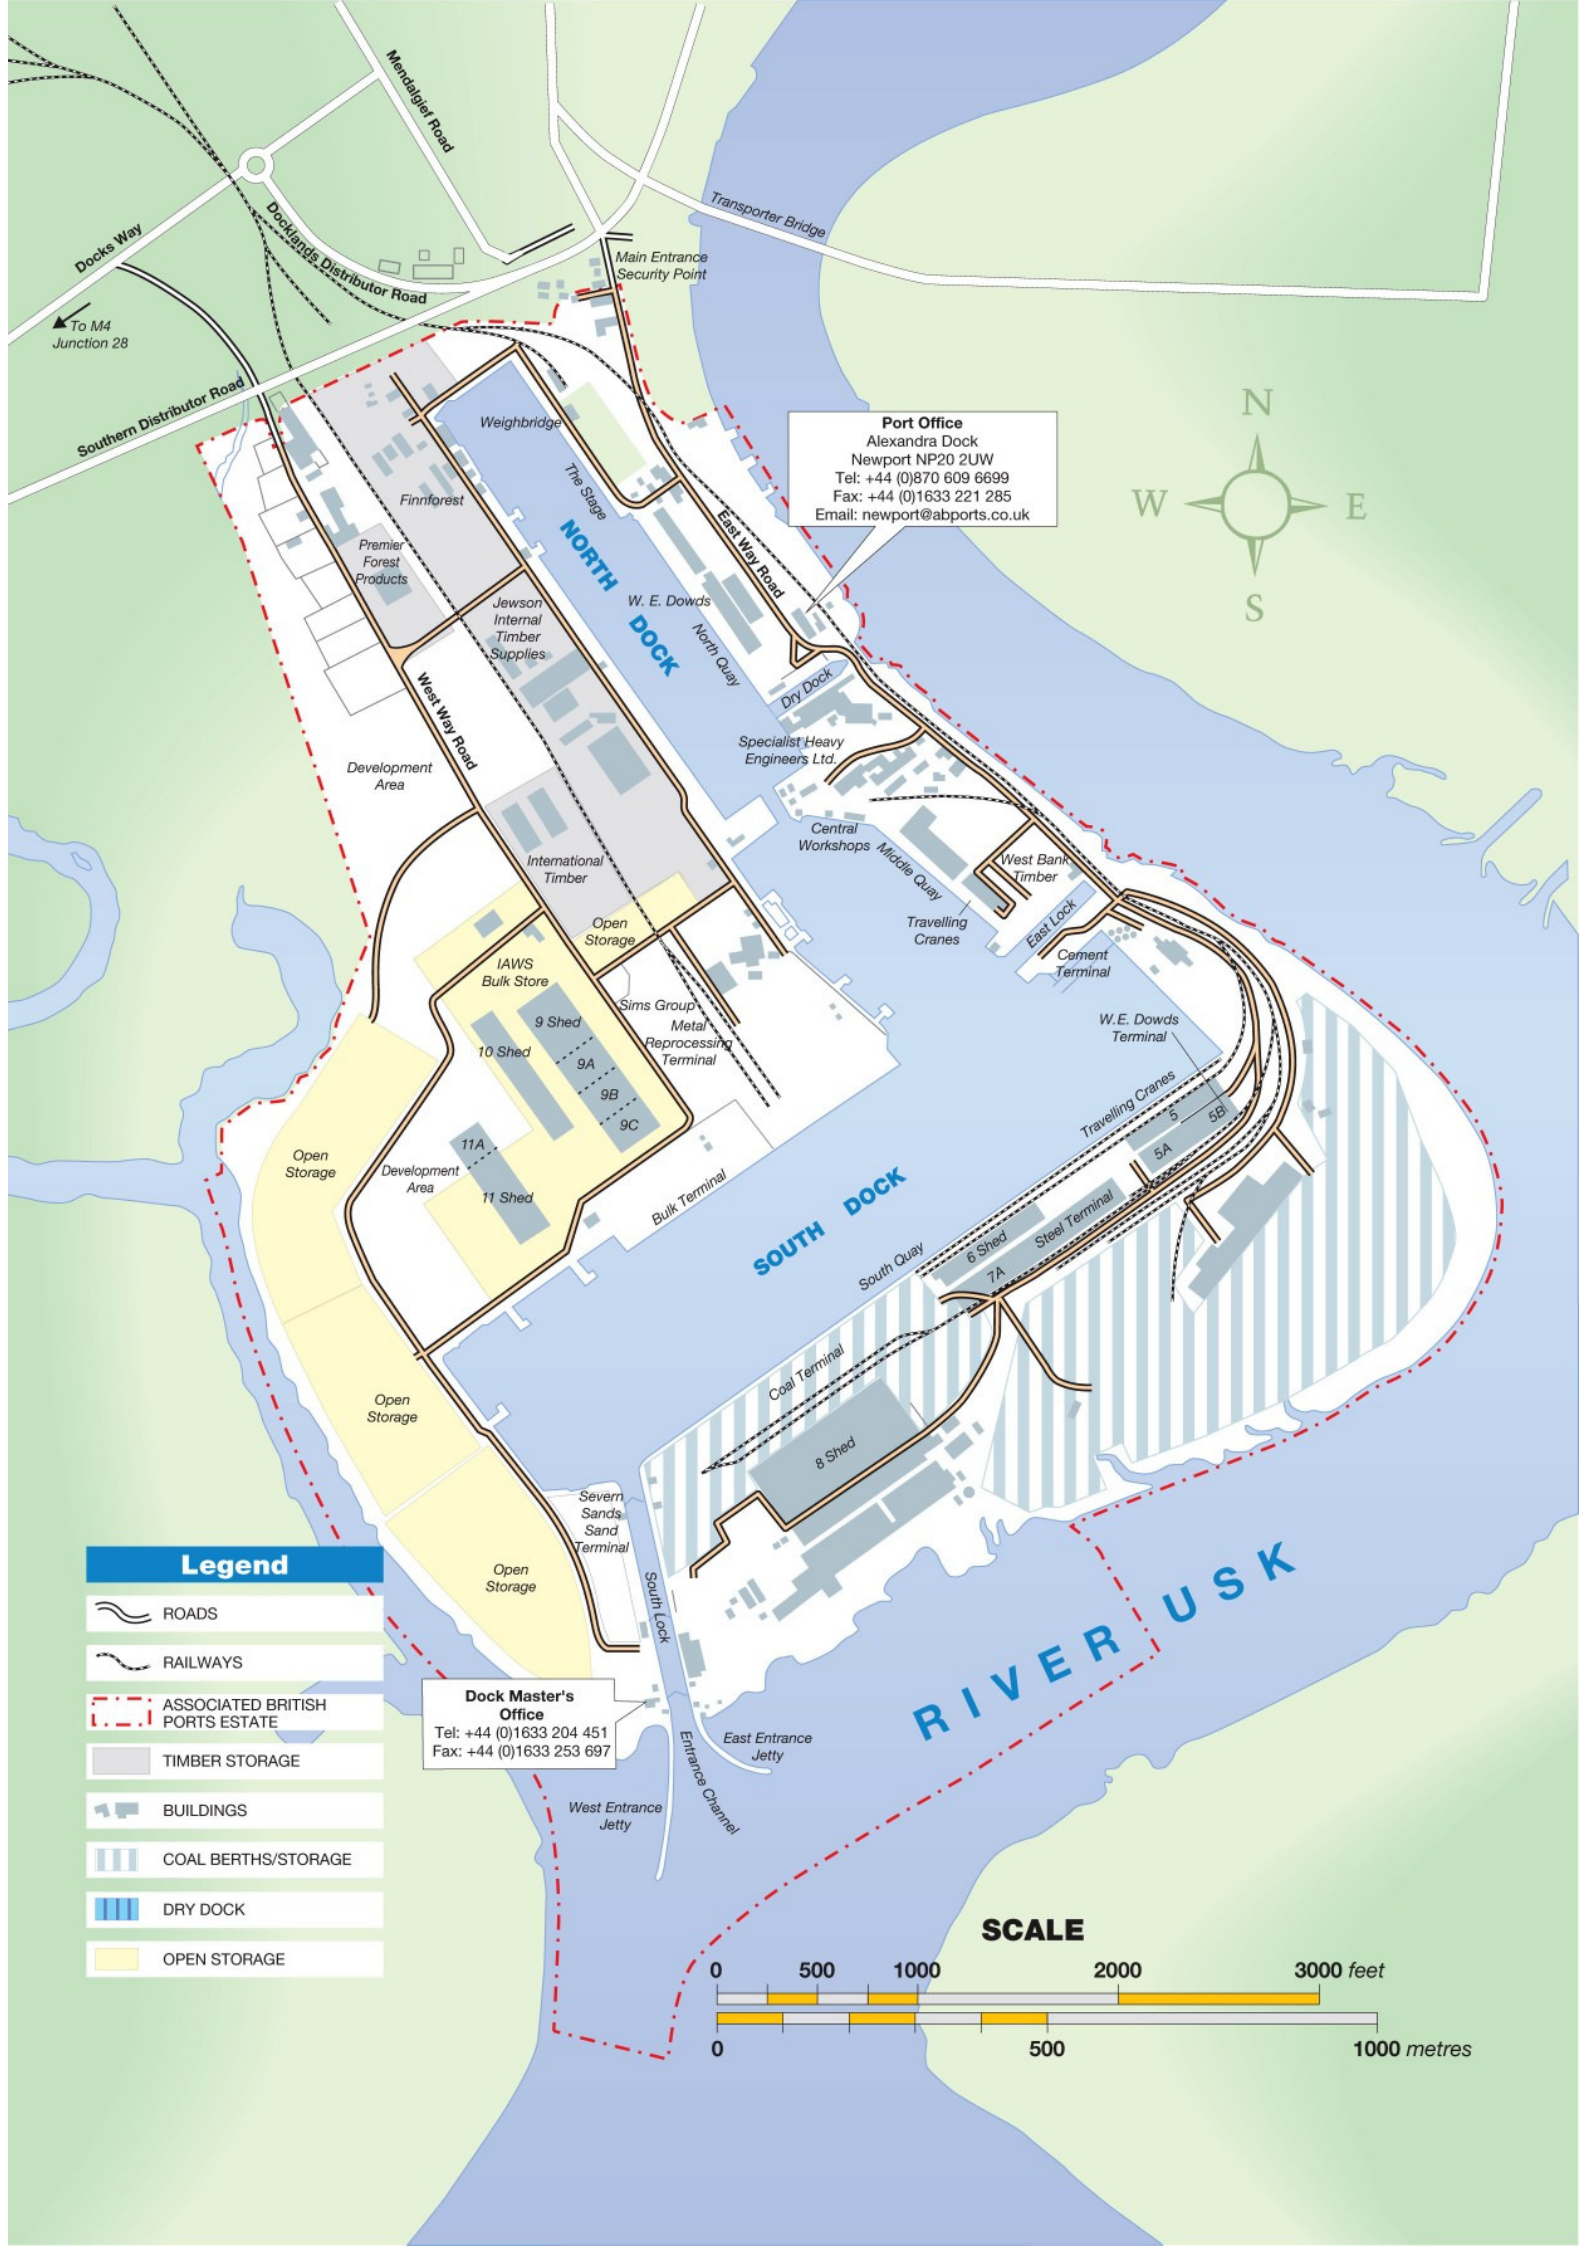 Mendalgief Road
Transporter Bridge
Docks Way
Docklands Distributor Road
Main Entrance
Security Point
To M4
Junction 28
Southern Distributor Road
N
W
E
S
Port Office
Alexandra Dock
Newport NP20 2UW
Tel: +44 (0)870 609 6699
Fax: +44 (0)1633 221 285
Email: newport@abports.co.uk
Weighbridge
The Stage
Finnforest
NORTH DOCK
East Way Road
Premier
Forest
Products
W. E. Dowds
Jewson
Internal
Timber
Supplies
North Quay
Dry Dock
West Way Road
Specialist Heavy
Engineers Ltd.
Development
Area
Central
Workshops
Middle Quay
West Bank
Timber
International
Timber
Travelling
Cranes
East Lock
Open
Storage
Cement
Terminal
IAWS
Bulk Store
Sims Group
Metal
Reprocessing
Terminal
9 Shed
10 Shed
9A
9B
9C
W.E. Dowds
Terminal
Travelling Cranes
5
5B
5A
11A
11 Shed
Open
Storage
Development
Area
Bulk Terminal
SOUTH DOCK
South Quay
6 Shed
Steel Terminal
7A
Coal Terminal
8 Shed
Open
Storage
Severn
Sands
Sand
Terminal
Open
Storage
South Lock
RIVER USK
Dock Master's
Office
Tel: +44 (0)1633 204 451
Fax: +44 (0)1633 253 697
East Entrance
Jetty
Entrance Channel
West Entrance
Jetty
Legend
ROADS
RAILWAYS
ASSOCIATED BRITISH
PORTS ESTATE
TIMBER STORAGE
BUILDINGS
COAL BERTHS/STORAGE
DRY DOCK
OPEN STORAGE
SCALE
0 500 1000 2000 3000 feet
0 500 1000 metres